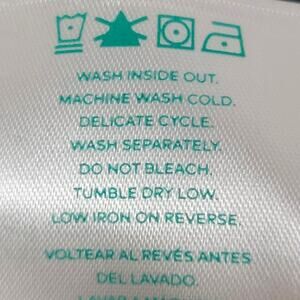 WASH INSIDE OUT.
MACHINE WASH COLD.
DELICATE CYCLE.
WASH SEPARATELY.
DO NOT BLEACH.
TUMBLE DRY LOW.
LOW IRON ON REVERSE.
VOLTEAR AL REVÉS ANTES
DEL LAVADO.